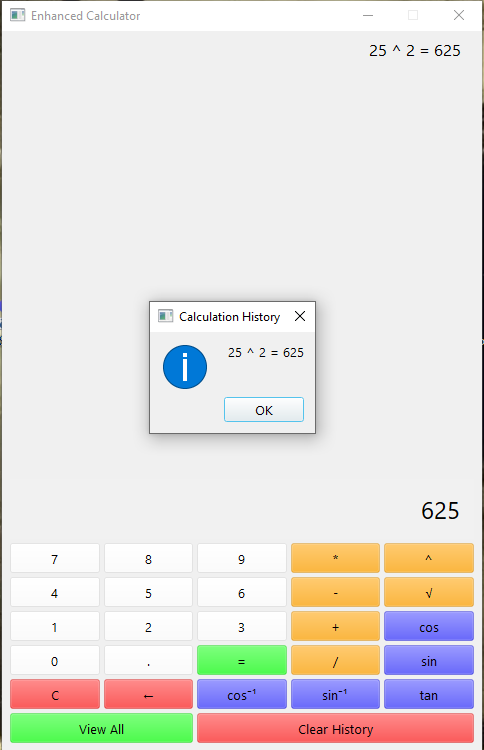 Enhanced Calculator
25 ^ 2 = 625
Calculation History
25 ^ 2 = 625
OK
625
7 8 9 * ^
4 5 6 - √
1 2 3 + cos
0 . = / sin
C ← cos⁻¹ sin⁻¹ tan
View All Clear History